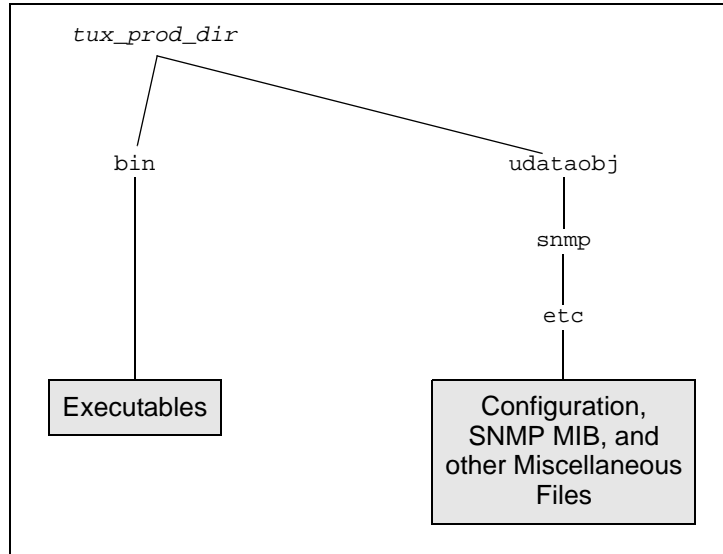 tux_prod_dir
bin
udataobj
snmp
etc
Executables
Configuration,
SNMP MIB, and
other Miscellaneous
Files